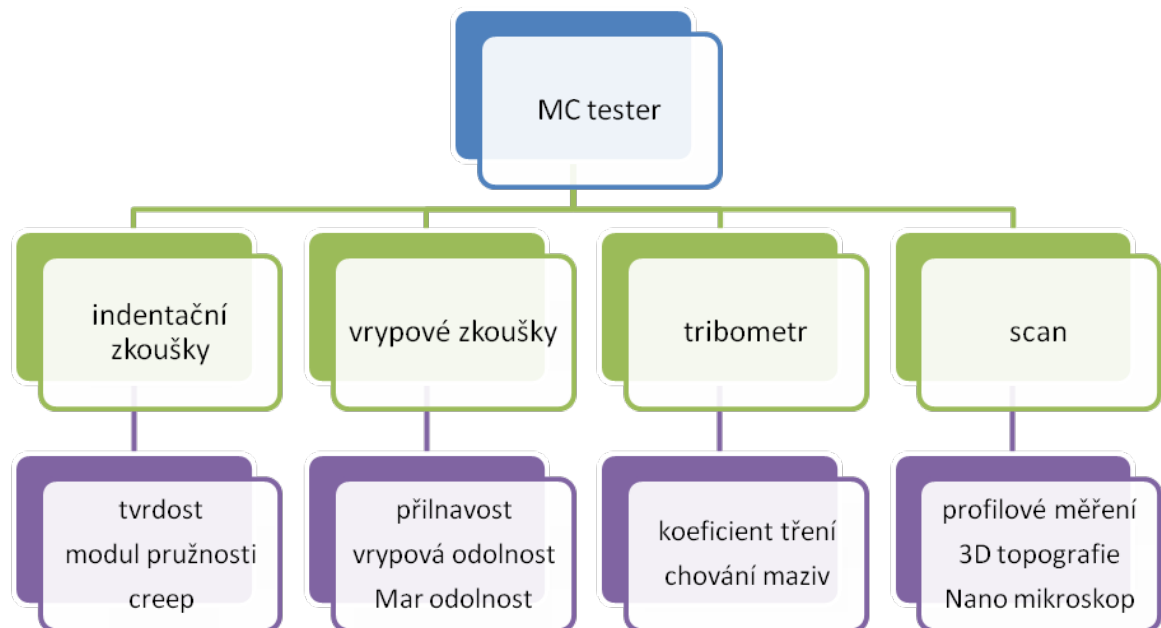 MC tester
indentační
zkoušky
vrypové zkoušky
tribometr
scan
tvrdost
modul pružnosti
creep
přilnavost
vrypová odolnost
Mar odolnost
koeficient tření
chování maziv
profilové měření
3D topografie
Nano mikroskop